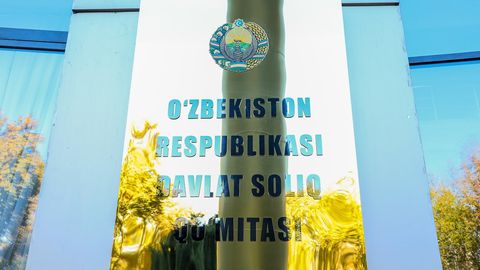 O‘ZBEKISTON
RESPUBLIKASI
DAVLAT SOLIQ
QO‘MITASI